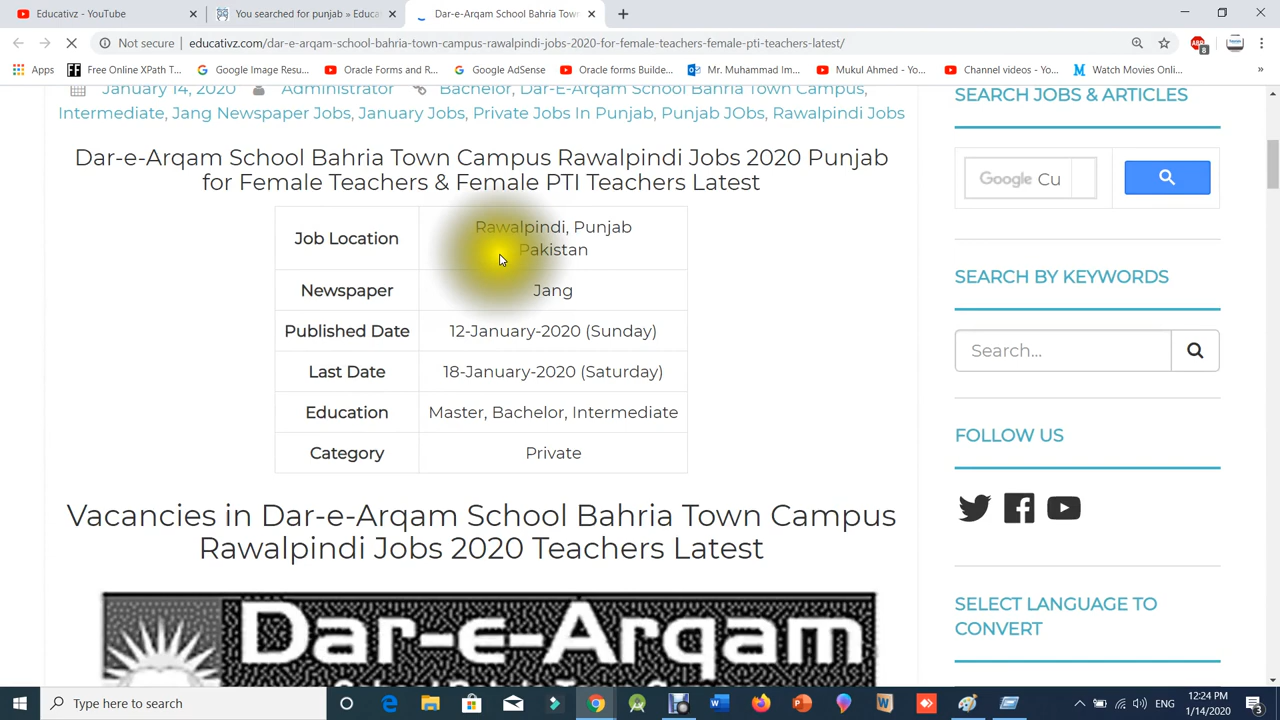 Educativz - YouTube
You searched for punjab » Educa
Dar-e-Arqam School Bahria Town
Not secure | educativz.com/dar-e-arqam-school-bahria-town-campus-rawalpindi-jobs-2020-for-female-teachers-female-pti-teachers-latest/
8
Apps
Free Online XPath T...
Google Image Resu...
Oracle Forms and R...
Google AdSense
Oracle forms Builde...
Mr. Muhammad Im...
Mukul Ahmed - Yo...
Channel videos - Yo...
Watch Movies Onli...
»
January 14, 2020 Administrator Bachelor, Dar-E-Arqam School Bahria Town Campus,
Intermediate, Jang Newspaper Jobs, January Jobs, Private Jobs In Punjab, Punjab JObs, Rawalpindi Jobs
Dar-e-Arqam School Bahria Town Campus Rawalpindi Jobs 2020 Punjab
for Female Teachers & Female PTI Teachers Latest
Job Location
Rawalpindi, Punjab
Pakistan
Newspaper Jang
Published Date 12-January-2020 (Sunday)
Last Date 18-January-2020 (Saturday)
Education Master, Bachelor, Intermediate
Category Private
Vacancies in Dar-e-Arqam School Bahria Town Campus
Rawalpindi Jobs 2020 Teachers Latest
Dar-e-Arqam
SEARCH JOBS & ARTICLES
Google Cu
SEARCH BY KEYWORDS
Search...
FOLLOW US
SELECT LANGUAGE TO
CONVERT
Type here to search
ENG
12:24 PM
1/14/2020
3